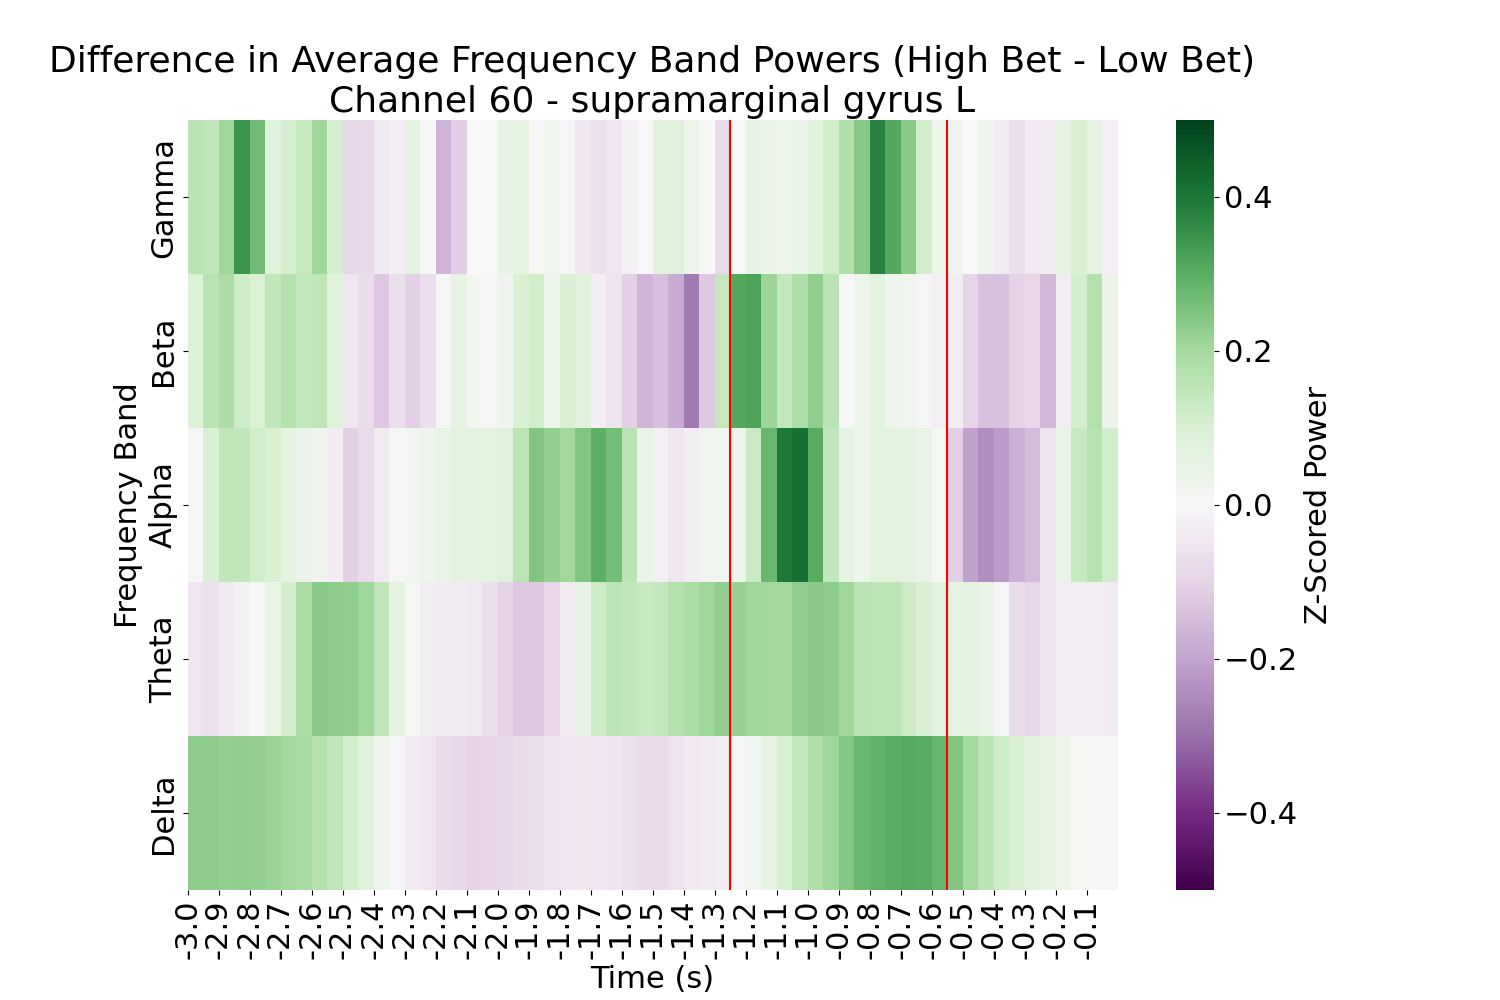 Difference in Average Frequency Band Powers (High Bet - Low Bet)
Channel 60 - supramarginal gyrus L
Frequency Band
Gamma
Beta
Alpha
Theta
Delta
-3.0 -2.9 -2.8 -2.7 -2.6 -2.5 -2.4 -2.3 -2.2 -2.1 -2.0 -1.9 -1.8 -1.7 -1.6 -1.5 -1.4 -1.3 -1.2 -1.1 -1.0 -0.9 -0.8 -0.7 -0.6 -0.5 -0.4 -0.3 -0.2 -0.1
Time (s)
0.4
0.2
0.0
−0.2
−0.4
Z-Scored Power